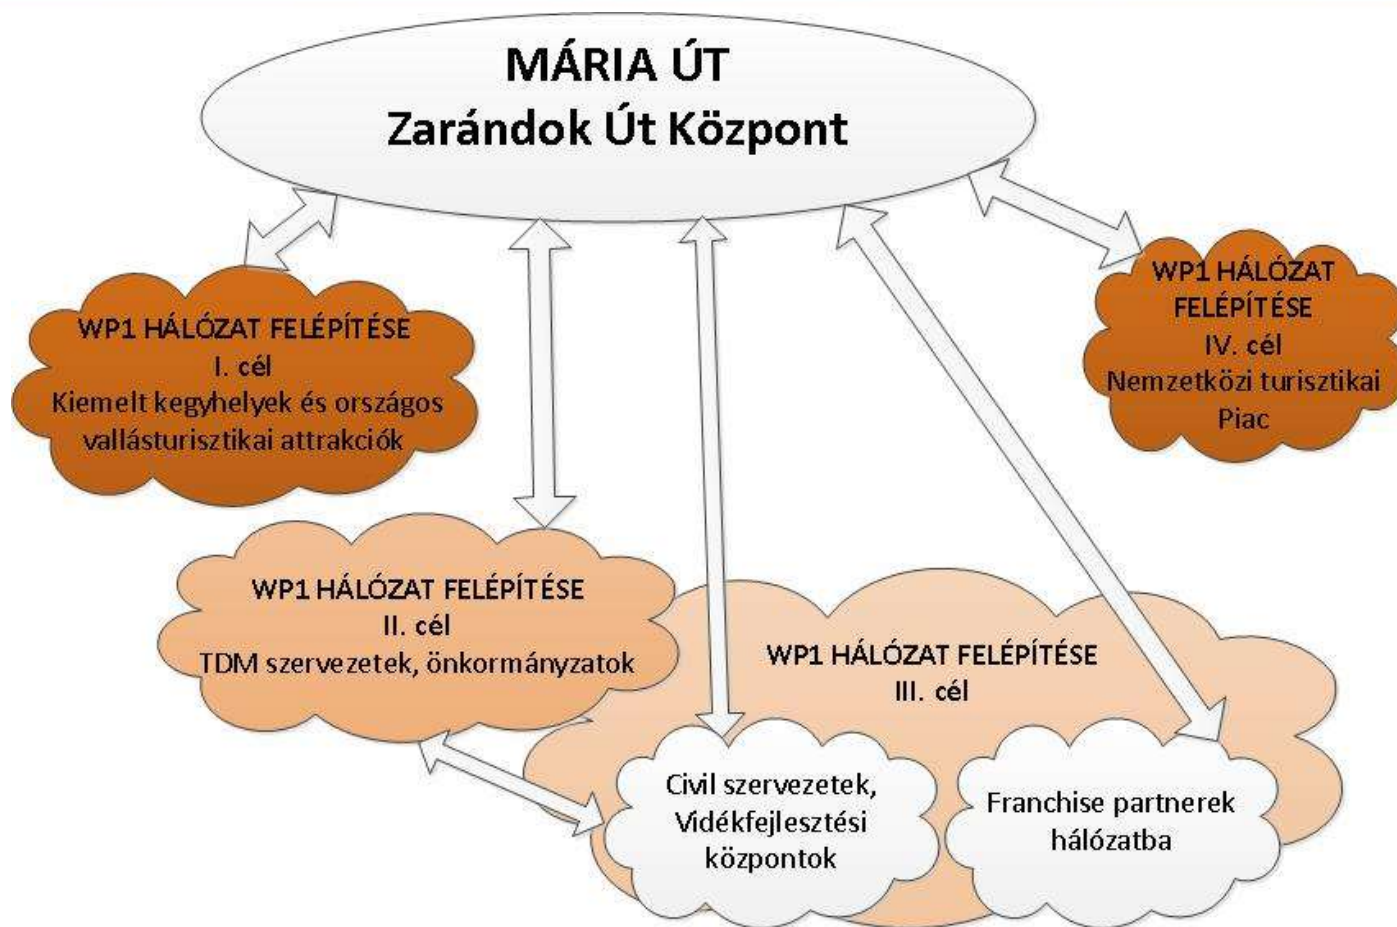 MÁRIA ÚT
Zarándok Út Központ
WP1 HÁLÓZAT FELÉPÍTÉSE
I. cél
Kiemelt kegyhelyek és országos
vallásturisztikai attrakciók
WP1 HÁLÓZAT
FELÉPÍTÉSE
IV. cél
Nemzetközi turisztikai
Piac
WP1 HÁLÓZAT FELÉPÍTÉSE
II. cél
TDM szervezetek, önkormányzatok
WP1 HÁLÓZAT FELÉPÍTÉSE
III. cél
Civil szervezetek,
Vidékfejlesztési
központok
Franchise partnerek
hálózatba